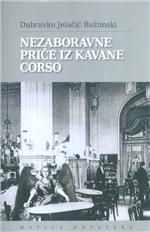 Dubravko Jelačić Bužimski
NEZABORAVNE
PRIČE IZ KAVANE
CORSO
MATICA HRVATSKA